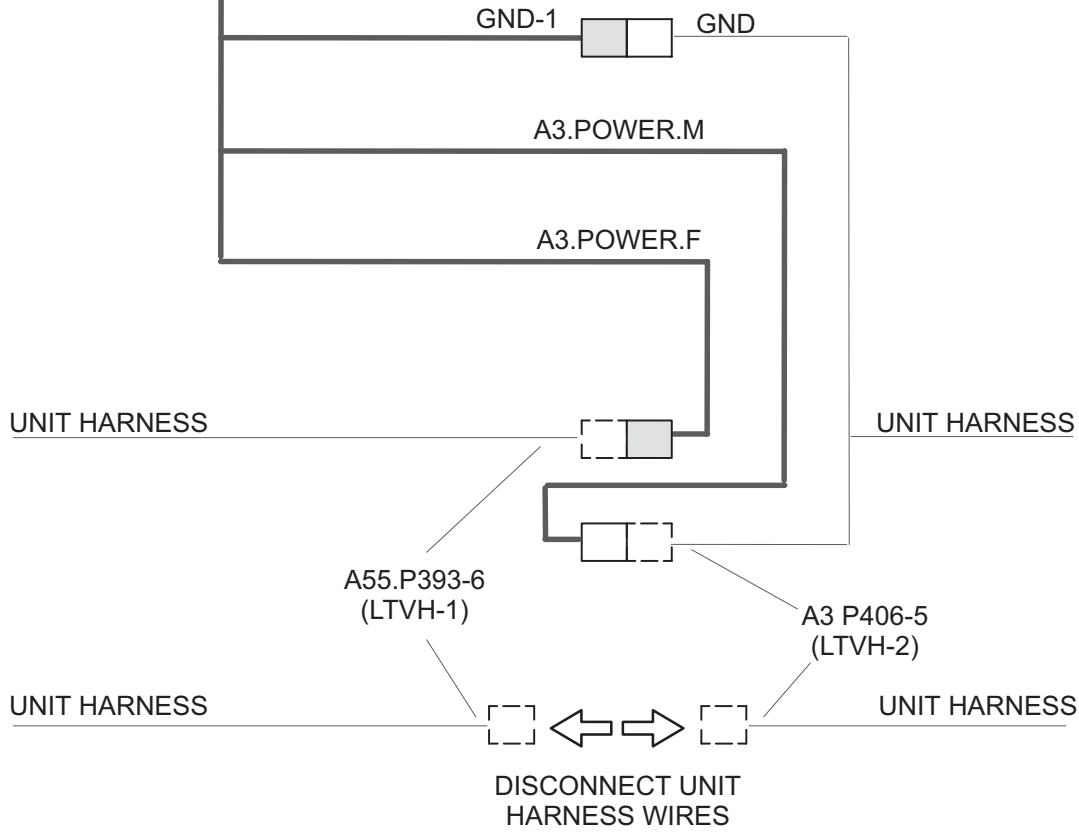 GND-1
GND
A3.POWER.M
A3.POWER.F
UNIT HARNESS
UNIT HARNESS
A55.P393-6
(LTVH-1)
A3 P406-5
(LTVH-2)
UNIT HARNESS
UNIT HARNESS
DISCONNECT UNIT
HARNESS WIRES